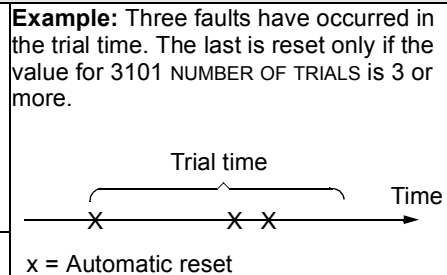 Example: Three faults have occurred in
the trial time. The last is reset only if the
value for 3101 NUMBER OF TRIALS is 3 or
more.
Trial time
Time
x x x
x = Automatic reset